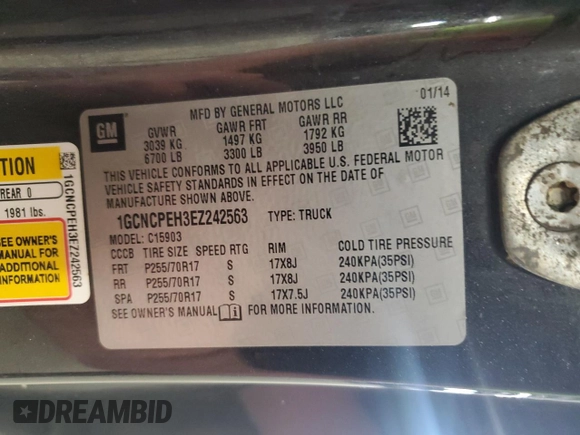 MFD BY GENERAL MOTORS LLC
01/14
GM
GVWR GAWR FRT GAWR RR
3039 KG 1497 KG 1792 KG
6700 LB 3300 LB 3950 LB
THIS VEHICLE CONFORMS TO ALL APPLICABLE U.S. FEDERAL MOTOR
VEHICLE SAFETY STANDARDS IN EFFECT ON THE DATE OF
MANUFACTURE SHOWN ABOVE.
1GCNCPEH3EZ242563 TYPE: TRUCK
MODEL: C15903
CCCB TIRE SIZE SPEED RTG RIM COLD TIRE PRESSURE
FRT P255/70R17 S 17X8J 240KPA(35PSI)
RR P255/70R17 S 17X8J 240KPA(35PSI)
SPA P255/70R17 S 17X7.5J 240KPA(35PSI)
SEE OWNER'S MANUAL i FOR MORE INFORMATION.
TION
REAR 0
1981 lbs.
SEE OWNER'S
MANUAL FOR
ADDITIONAL
INFORMATION
1GCNCPEH3EZ242563
DREAMBID